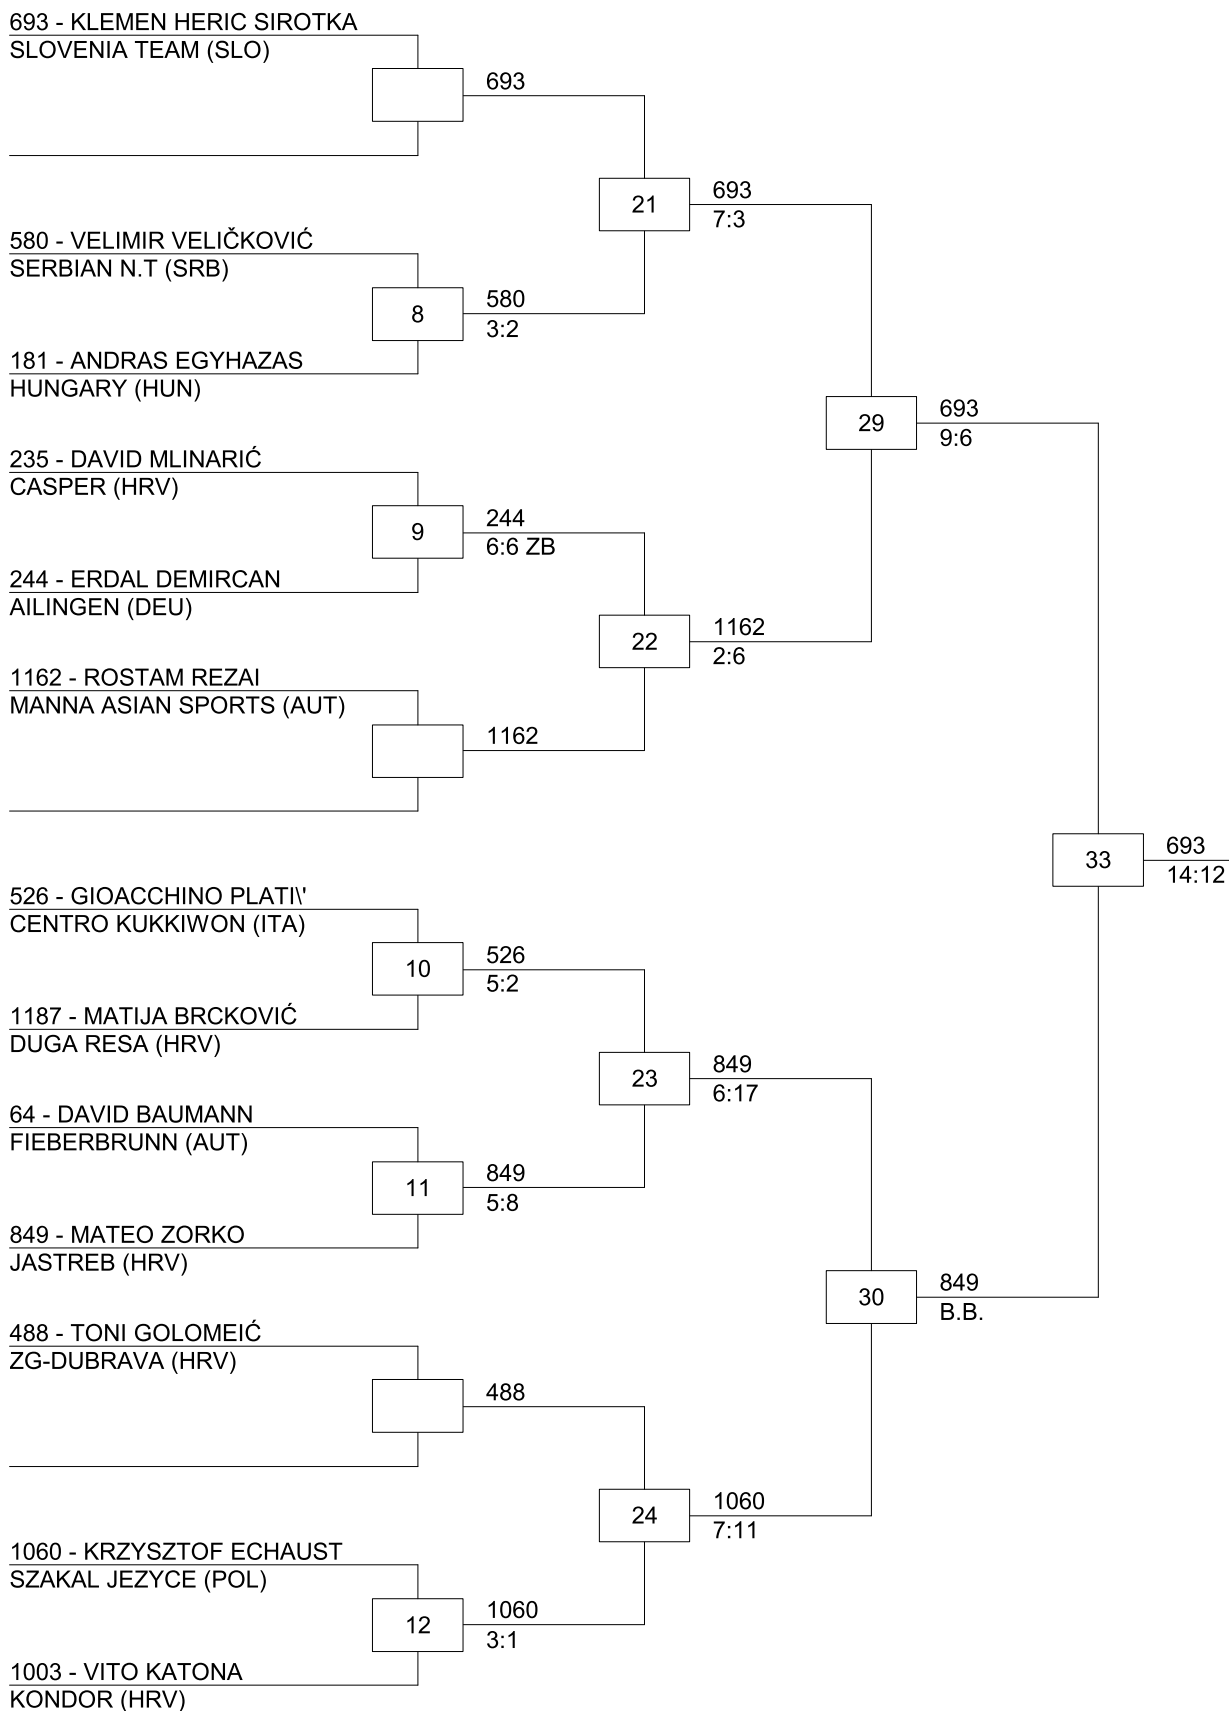 693 - KLEMEN HERIC SIROTKA
SLOVENIA TEAM (SLO)
693
21
693
7:3
580 - VELIMIR VELIČKOVIĆ
SERBIAN N.T (SRB)
8
580
3:2
181 - ANDRAS EGYHAZAS
HUNGARY (HUN)
29
693
9:6
235 - DAVID MLINARIĆ
CASPER (HRV)
9
244
6:6 ZB
244 - ERDAL DEMIRCAN
AILINGEN (DEU)
22
1162
2:6
1162 - ROSTAM REZAI
MANNA ASIAN SPORTS (AUT)
1162
33
693
14:12
526 - GIOACCHINO PLATI\'
CENTRO KUKKIWON (ITA)
10
526
5:2
1187 - MATIJA BRCKOVIĆ
DUGA RESA (HRV)
23
849
6:17
64 - DAVID BAUMANN
FIEBERBRUNN (AUT)
11
849
5:8
849 - MATEO ZORKO
JASTREB (HRV)
30
849
B.B.
488 - TONI GOLOMEIĆ
ZG-DUBRAVA (HRV)
488
24
1060
7:11
1060 - KRZYSZTOF ECHAUST
SZAKAL JEZYCE (POL)
12
1060
3:1
1003 - VITO KATONA
KONDOR (HRV)